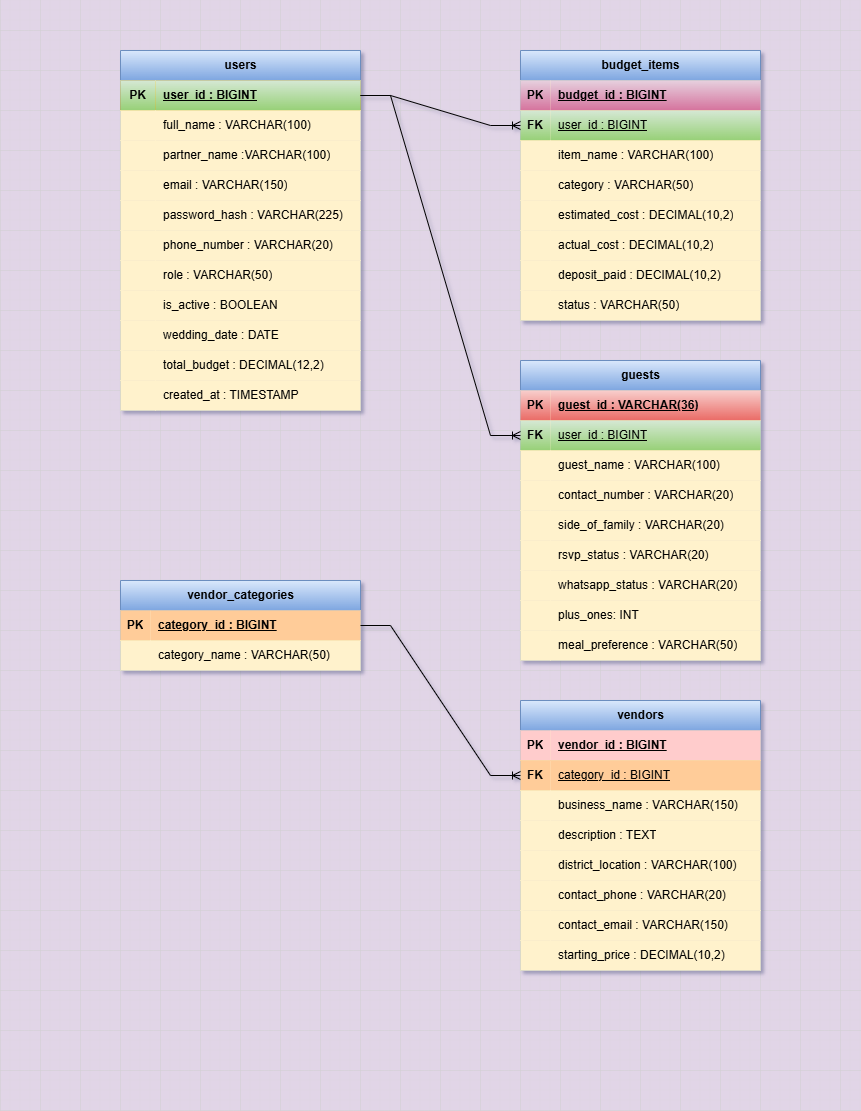 users
PK user_id : BIGINT
full_name : VARCHAR(100)
partner_name :VARCHAR(100)
email : VARCHAR(150)
password_hash : VARCHAR(225)
phone_number : VARCHAR(20)
role : VARCHAR(50)
is_active : BOOLEAN
wedding_date : DATE
total_budget : DECIMAL(12,2)
created_at : TIMESTAMP
budget_items
PK budget_id : BIGINT
FK user_id : BIGINT
item_name : VARCHAR(100)
category : VARCHAR(50)
estimated_cost : DECIMAL(10,2)
actual_cost : DECIMAL(10,2)
deposit_paid : DECIMAL(10,2)
status : VARCHAR(50)
guests
PK guest_id : VARCHAR(36)
FK user_id : BIGINT
guest_name : VARCHAR(100)
contact_number : VARCHAR(20)
side_of_family : VARCHAR(20)
rsvp_status : VARCHAR(20)
whatsapp_status : VARCHAR(20)
plus_ones: INT
meal_preference : VARCHAR(50)
vendor_categories
PK category_id : BIGINT
category_name : VARCHAR(50)
vendors
PK vendor_id : BIGINT
FK category_id : BIGINT
business_name : VARCHAR(150)
description : TEXT
district_location : VARCHAR(100)
contact_phone : VARCHAR(20)
contact_email : VARCHAR(150)
starting_price : DECIMAL(10,2)